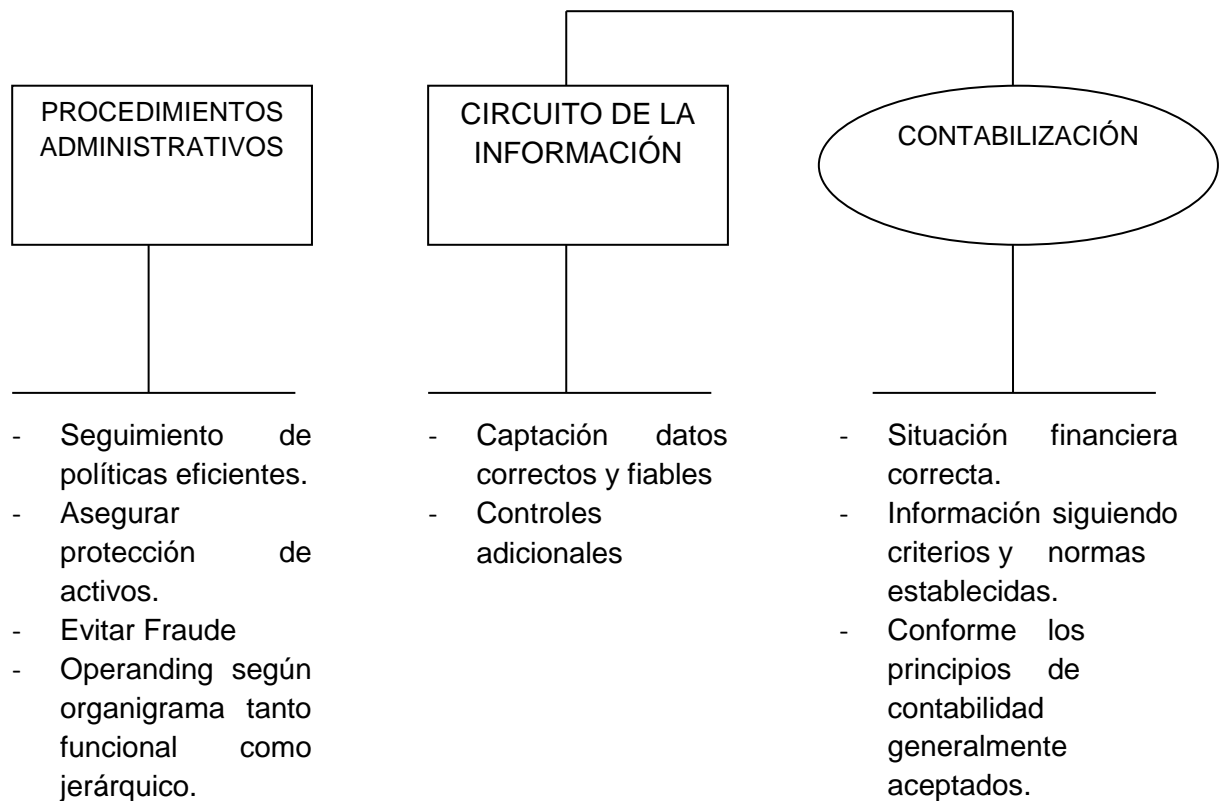 PROCEDIMIENTOS
ADMINISTRATIVOS
- Seguimiento de
políticas eficientes.
- Asegurar
protección de
activos.
- Evitar Fraude
- Operanding según
organigrama tanto
funcional como
jerárquico.
CIRCUITO DE LA
INFORMACIÓN
- Captación datos
correctos y fiables
- Controles
adicionales
CONTABILIZACIÓN
- Situación financiera
correcta.
- Información siguiendo
criterios y normas
establecidas.
- Conforme los
principios de
contabilidad
generalmente
aceptados.